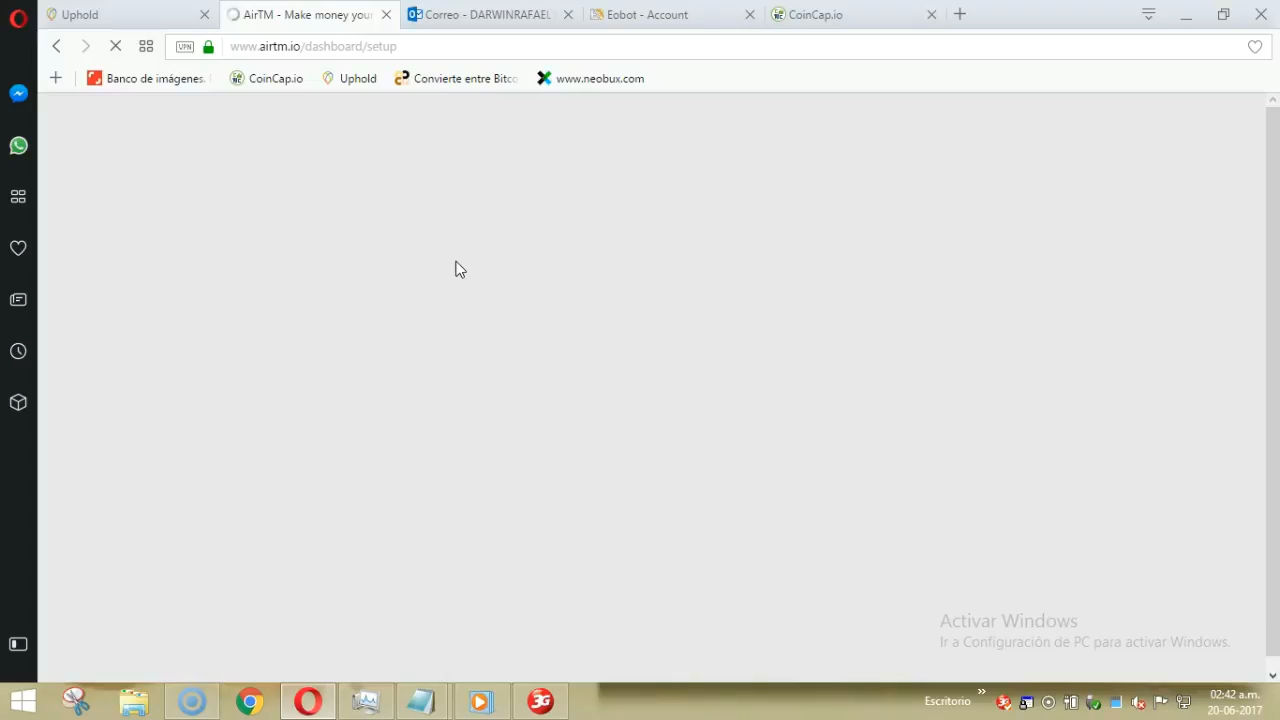 Uphold
AirTM - Make money your
Correo - DARWINRAFAEL
Eobot - Account
CoinCap.io
VPN
www.airtm.io/dashboard/setup
Banco de imágenes.
CoinCap.io
Uphold
Convierte entre Bitco
www.neobux.com
Activar Windows
Ir a Configuración de PC para activar Windows.
3G
Escritorio
02:42 a.m.
20-06-2017